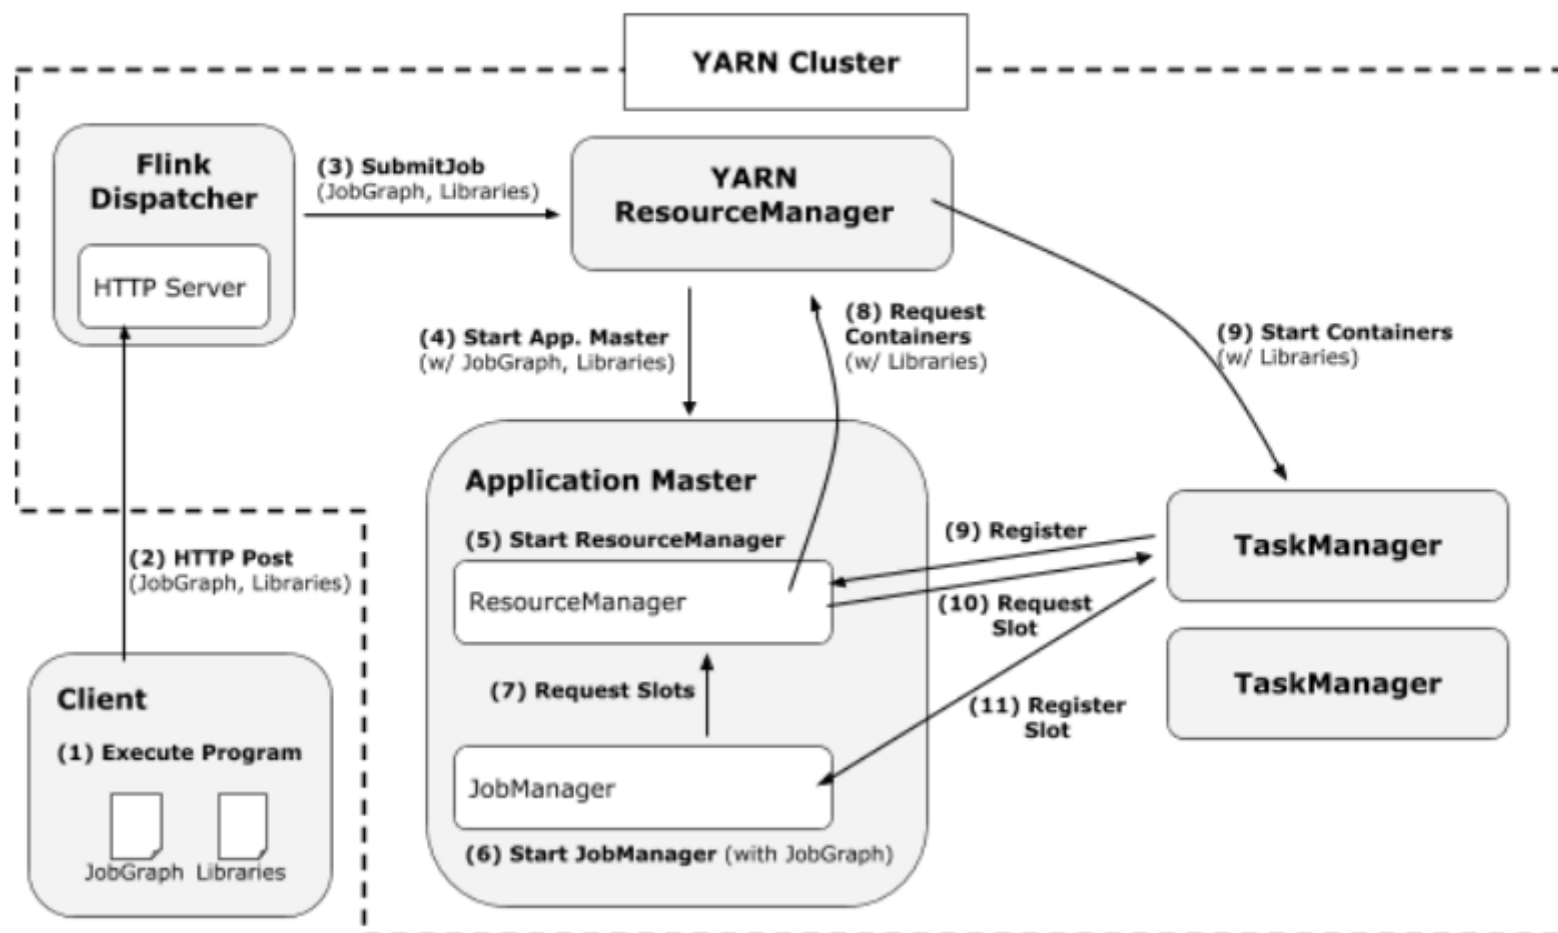 YARN Cluster
Flink
Dispatcher
HTTP Server
(3) SubmitJob
(JobGraph, Libraries)
YARN
ResourceManager
(4) Start App. Master
(w/ JobGraph, Libraries)
(8) Request
Containers
(w/ Libraries)
(9) Start Containers
(w/ Libraries)
(2) HTTP Post
(JobGraph, Libraries)
Application Master
(5) Start ResourceManager
ResourceManager
(7) Request Slots
JobManager
(6) Start JobManager (with JobGraph)
(9) Register
(10) Request
Slot
(11) Register
Slot
TaskManager
TaskManager
Client
(1) Execute Program
JobGraph Libraries